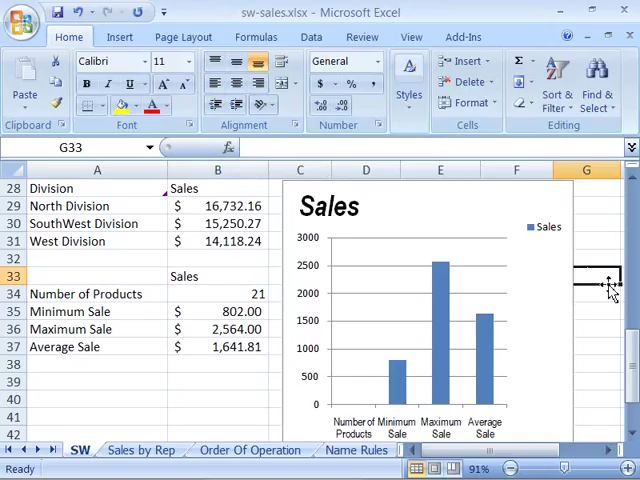 sw-sales.xlsx - Microsoft Excel
Home Insert Page Layout Formulas Data Review View Add-Ins
Paste
Clipboard
Calibri 11
B I U
A A
A
Font
Alignment
General
$ % ,
Number
A
Styles
Insert
Delete
Format
Cells
Σ
Sort & Filter
Find & Select
Editing
G33 fx
A B C D E F G
28 Division Sales
29 North Division $ 16,732.16
30 SouthWest Division $ 15,250.27
31 West Division $ 14,118.24
32
33 Sales
34 Number of Products 21
35 Minimum Sale $ 802.00
36 Maximum Sale $ 2,564.00
37 Average Sale $ 1,641.81
38
39
40
41
42
Sales
Sales
3000
2500
2000
1500
1000
500
0
Number of Products
Minimum Sale
Maximum Sale
Average Sale
SW Sales by Rep Order Of Operation Name Rules
Ready 91%